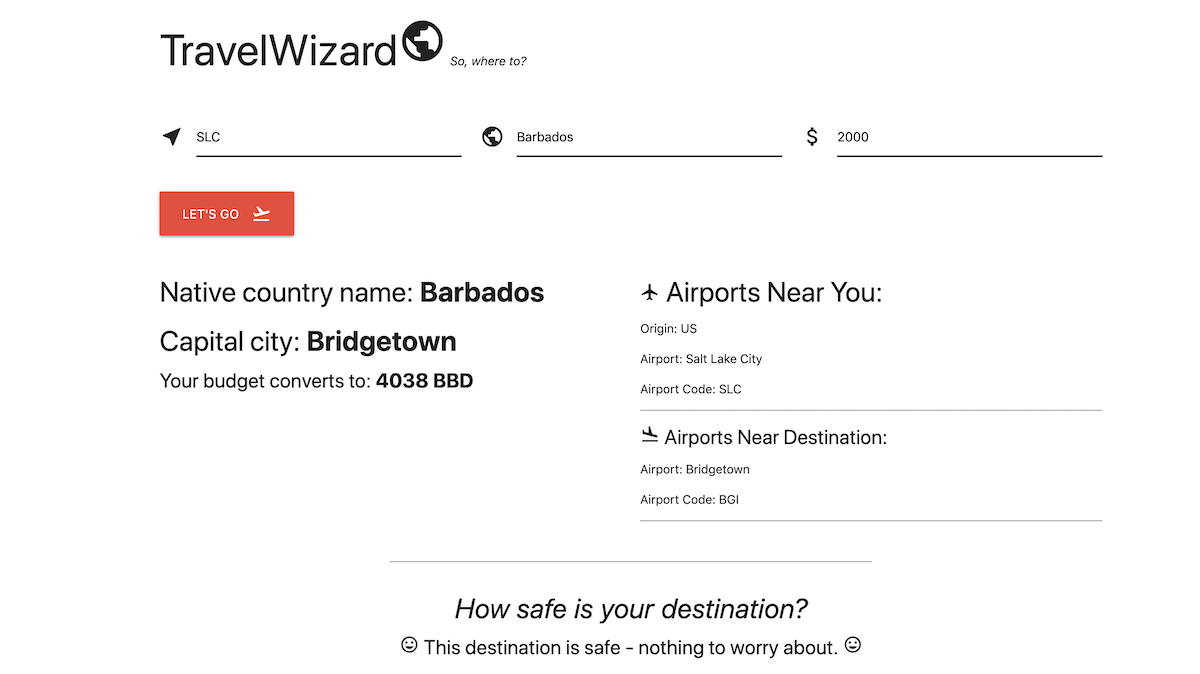 TravelWizard So, where to?
SLC
Barbados
$ 2000
LET'S GO
Native country name: Barbados
Capital city: Bridgetown
Your budget converts to: 4038 BBD
Airports Near You:
Origin: US
Airport: Salt Lake City
Airport Code: SLC
Airports Near Destination:
Airport: Bridgetown
Airport Code: BGI
How safe is your destination?
This destination is safe - nothing to worry about.